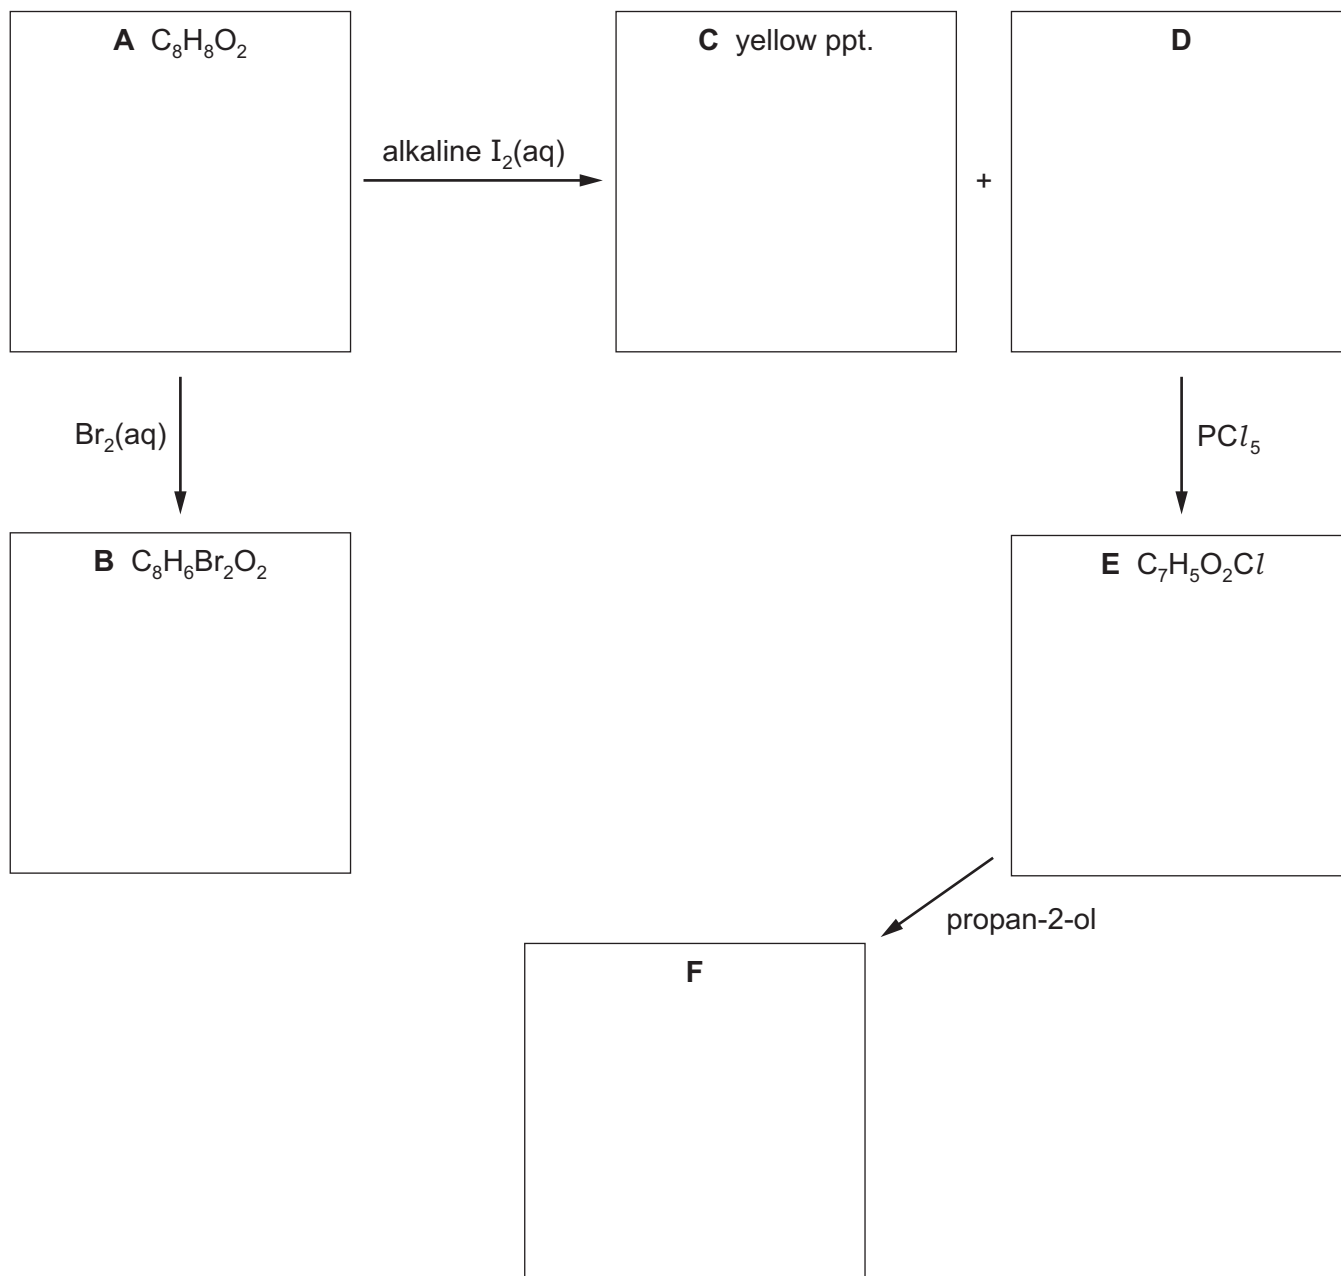 A C₈H₈O₂
C yellow ppt.
D
alkaline I₂(aq)
+
Br₂(aq)
PCl₅
B C₈H₆Br₂O₂
E C₇H₅O₂Cl
propan-2-ol
F